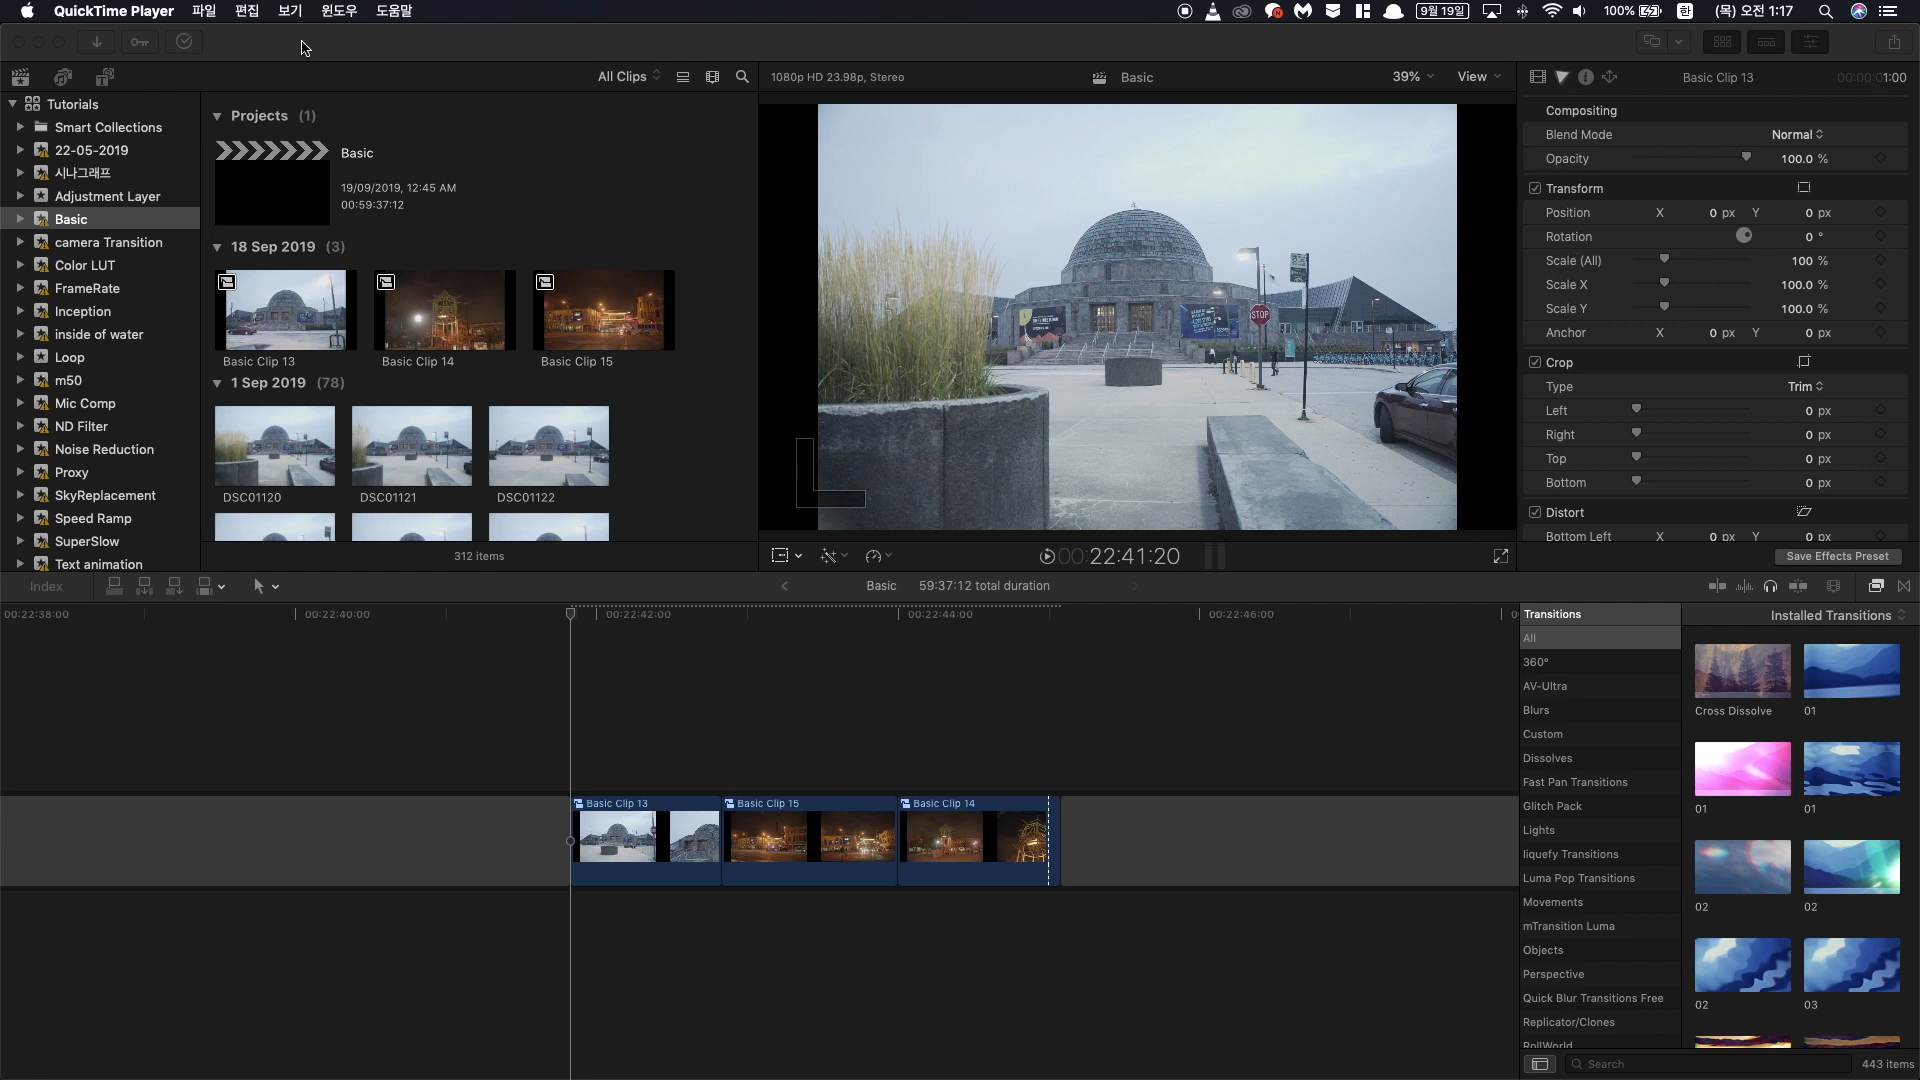 QuickTime Player 파일 편집 보기 윈도우 도움말
9월 19일 100% 한 (목) 오전 1:17
All Clips
1080p HD 23.98p, Stereo
Basic
39%
View
Basic Clip 13
00:00:01:00
Tutorials
Smart Collections
22-05-2019
시나그래프
Adjustment Layer
Basic
camera Transition
Color LUT
FrameRate
Inception
inside of water
Loop
m50
Mic Comp
ND Filter
Noise Reduction
Proxy
SkyReplacement
Speed Ramp
SuperSlow
Text animation
Projects (1)
Basic
19/09/2019, 12:45 AM
00:59:37:12
18 Sep 2019 (3)
Basic Clip 13
Basic Clip 14
Basic Clip 15
1 Sep 2019 (78)
DSC01120
DSC01121
DSC01122
312 items
STOP
00:22:41:20
Compositing
Blend Mode Normal
Opacity 100.0 %
Transform
Position X 0 px Y 0 px
Rotation 0 °
Scale (All) 100 %
Scale X 100.0 %
Scale Y 100.0 %
Anchor X 0 px Y 0 px
Crop
Type Trim
Left 0 px
Right 0 px
Top 0 px
Bottom 0 px
Distort
Bottom Left X 0 px Y 0 px
Save Effects Preset
Index
Basic 59:37:12 total duration
00:22:38:00
00:22:40:00
00:22:42:00
00:22:44:00
00:22:46:00
Basic Clip 13
Basic Clip 15
Basic Clip 14
Transitions
Installed Transitions
All
360°
AV-Ultra
Blurs
Custom
Dissolves
Fast Pan Transitions
Glitch Pack
Lights
liquefy Transitions
Luma Pop Transitions
Movements
mTransition Luma
Objects
Perspective
Quick Blur Transitions Free
Replicator/Clones
RollWorld
Cross Dissolve
01
01
01
02
02
02
03
Search
443 items